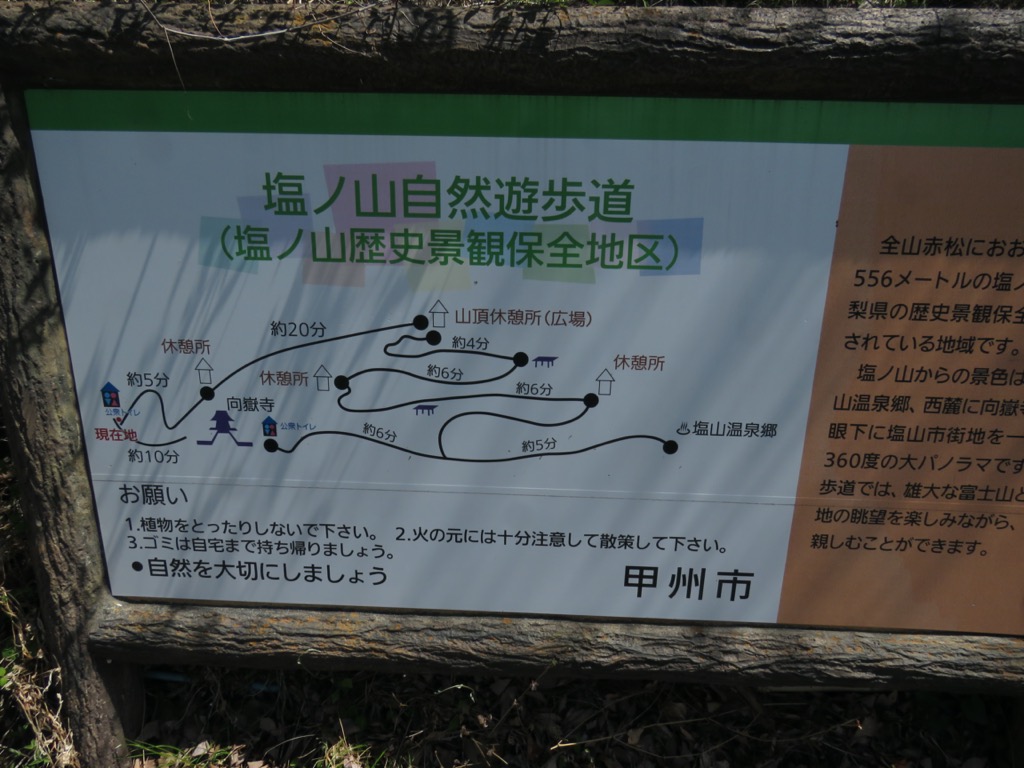 塩ノ山自然遊歩道
（塩ノ山歴史景観保全地区）
山頂休憩所（広場）
約20分
約4分
休憩所
休憩所
休憩所
約6分
約6分
約5分
公衆トイレ
向嶽寺
公衆トイレ
現在地
約10分
約6分
約5分
♨塩山温泉郷
お願い
1.植物をとったりしないで下さい。 2.火の元には十分注意して散策して下さい。
3.ゴミは自宅まで持ち帰りましょう。
●自然を大切にしましょう
甲州市
全山赤松におお
556メートルの塩ノ
梨県の歴史景観保全
されている地域です。
塩ノ山からの景色は
山温泉郷、西麓に向嶽寺
眼下に塩山市街地を一
360度の大パノラマです
歩道では、雄大な富士山と
地の眺望を楽しみながら、
親しむことができます。